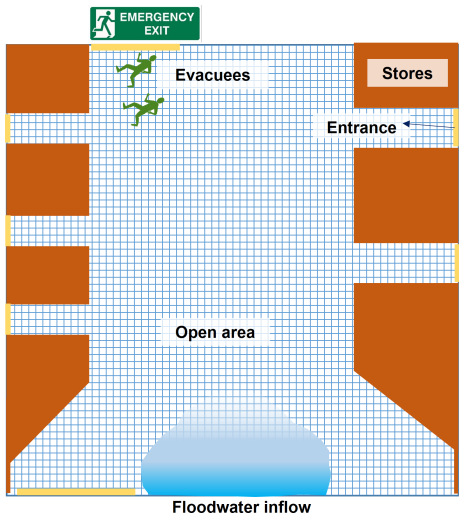 EMERGENCY
EXIT
Evacuees
Stores
Entrance
Open area
Floodwater inflow